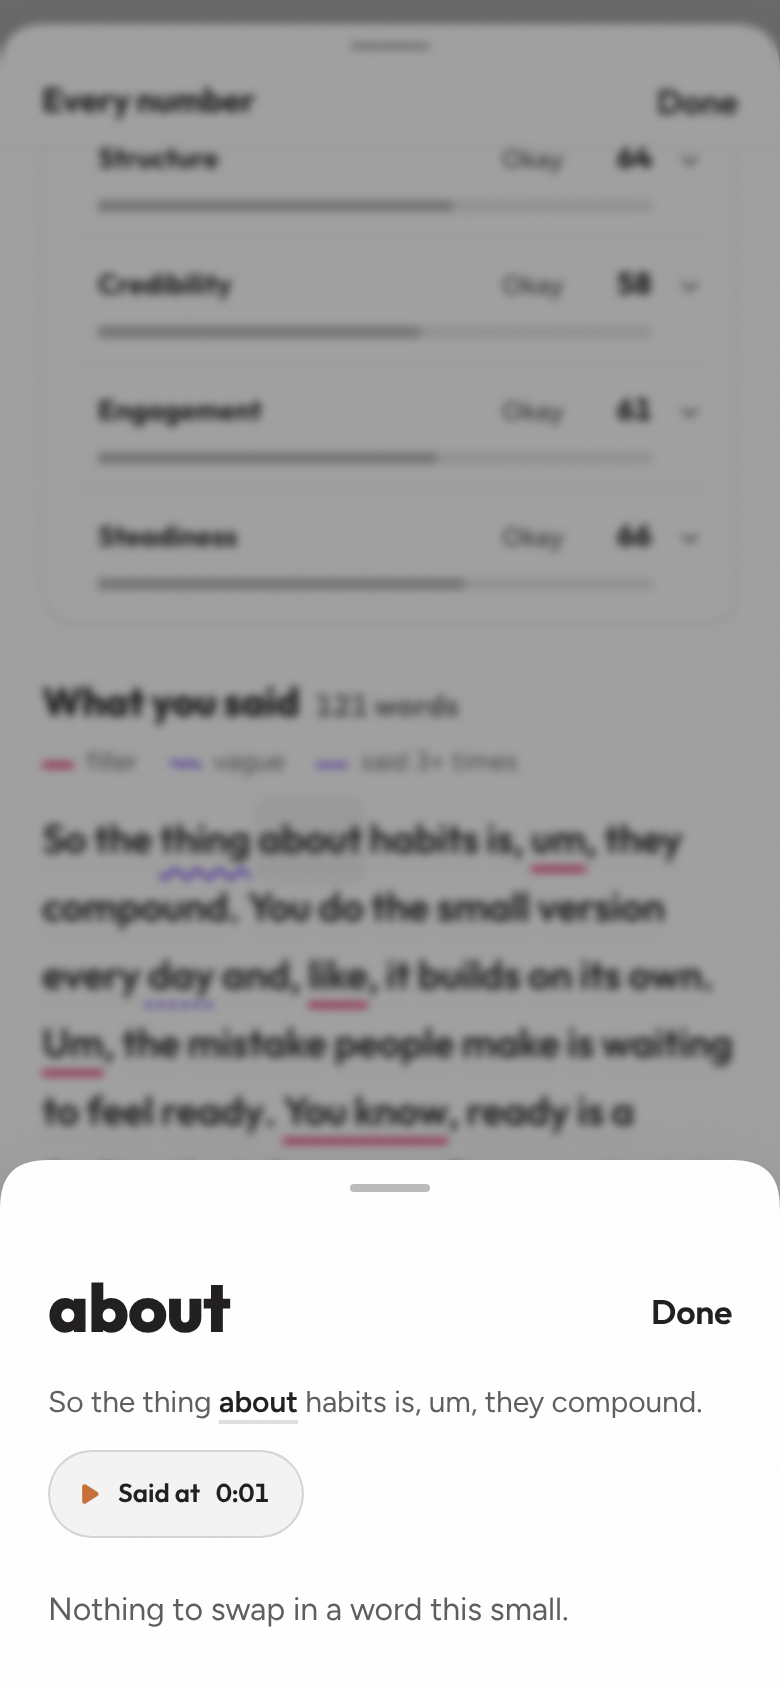 Every number
Done
Structure Okay 64
Credibility Okay 58
Engagement Okay 61
Steadiness Okay 66
What you said 121 words
filler vague said 3+ times
So the thing about habits is, um, they
compound. You do the small version
every day and, like, it builds on its own.
Um, the mistake people make is waiting
to feel ready. You know, ready is a
about
Done
So the thing about habits is, um, they compound.
Said at 0:01
Nothing to swap in a word this small.